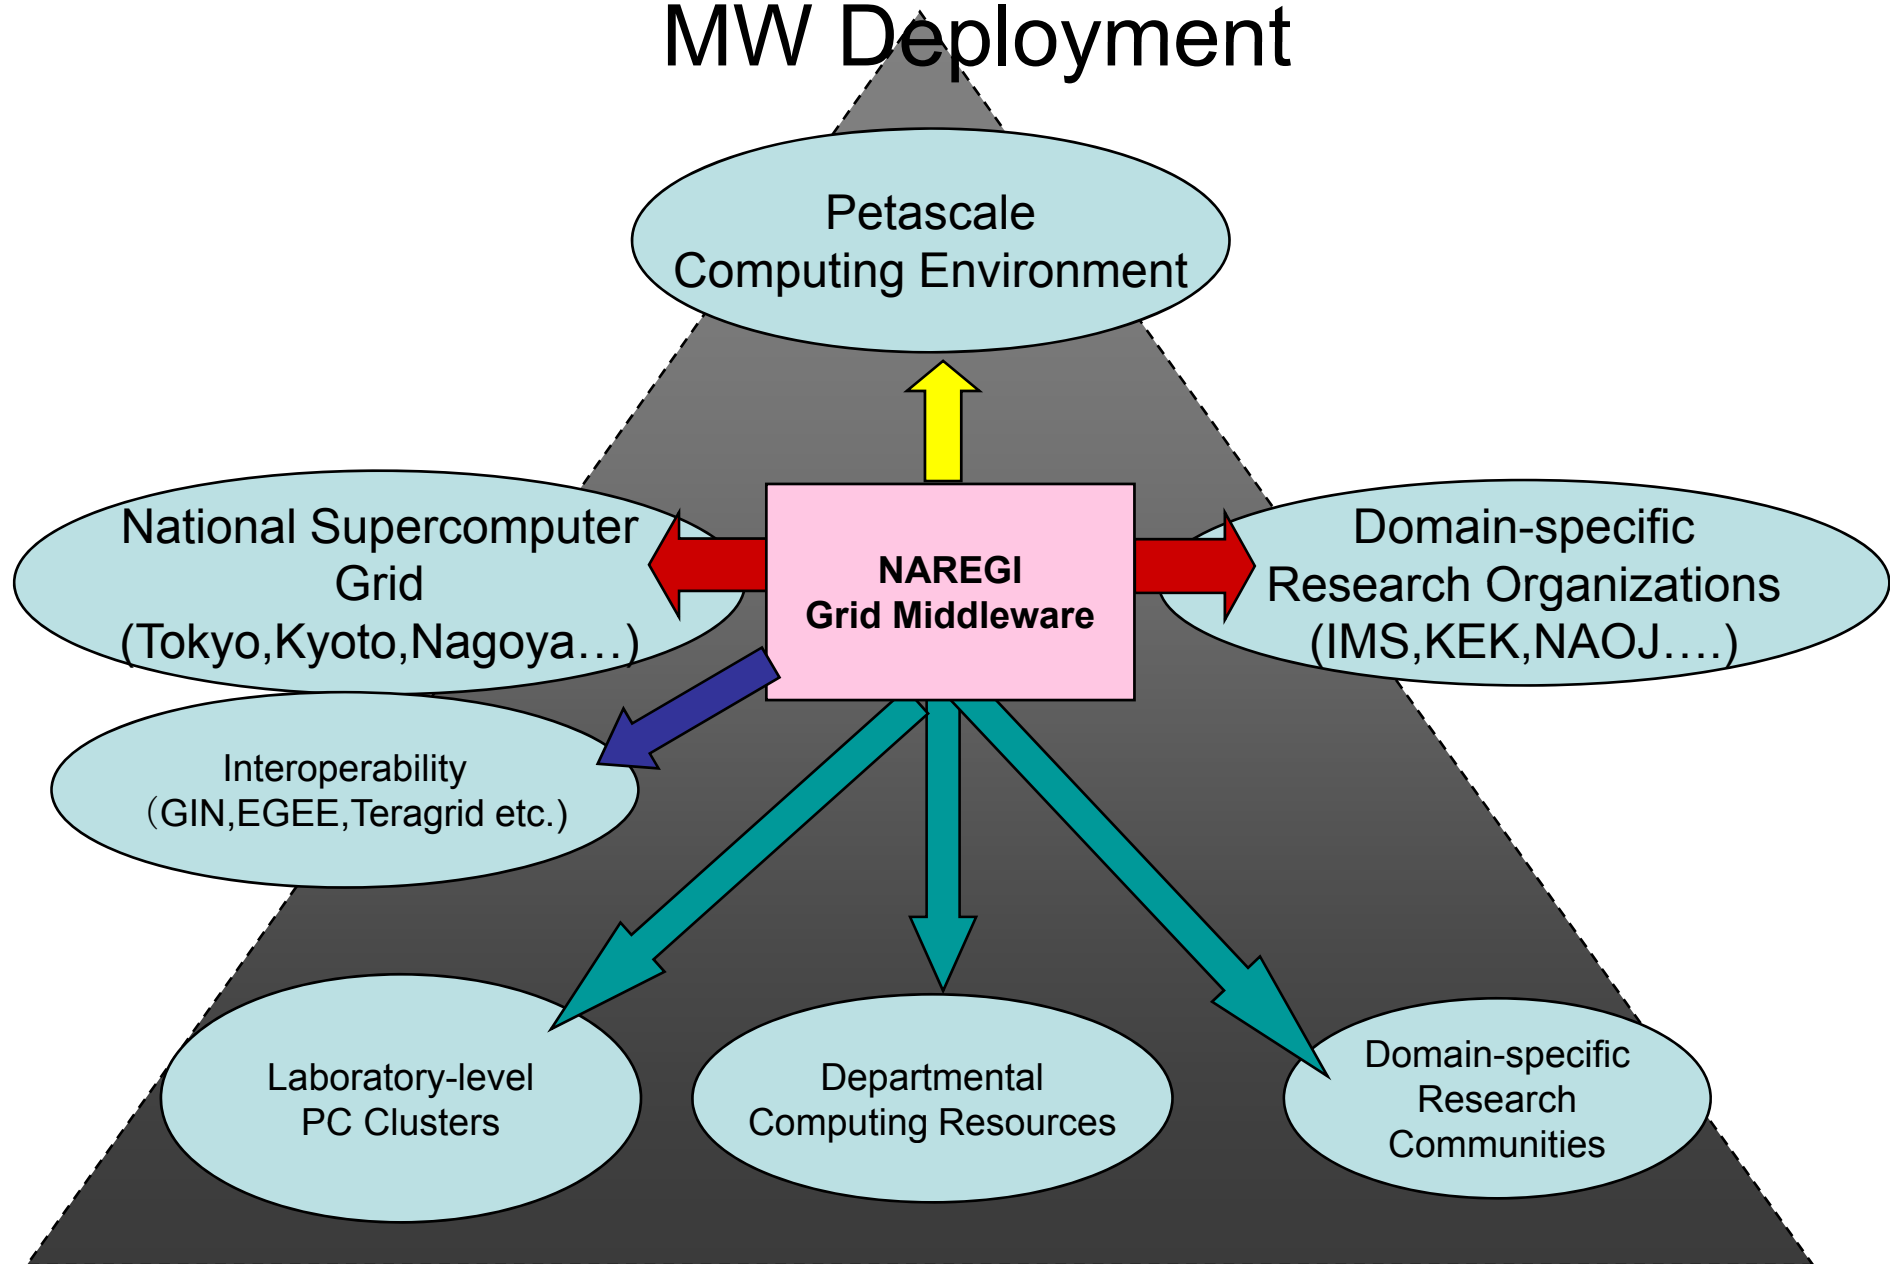 MW Deployment
Petascale
Computing Environment
National Supercomputer
Grid
(Tokyo,Kyoto,Nagoya…)
NAREGI
Grid Middleware
Domain-specific
Research Organizations
(IMS,KEK,NAOJ….)
Interoperability
（GIN,EGEE,Teragrid etc.)
Laboratory-level
PC Clusters
Departmental
Computing Resources
Domain-specific
Research
Communities